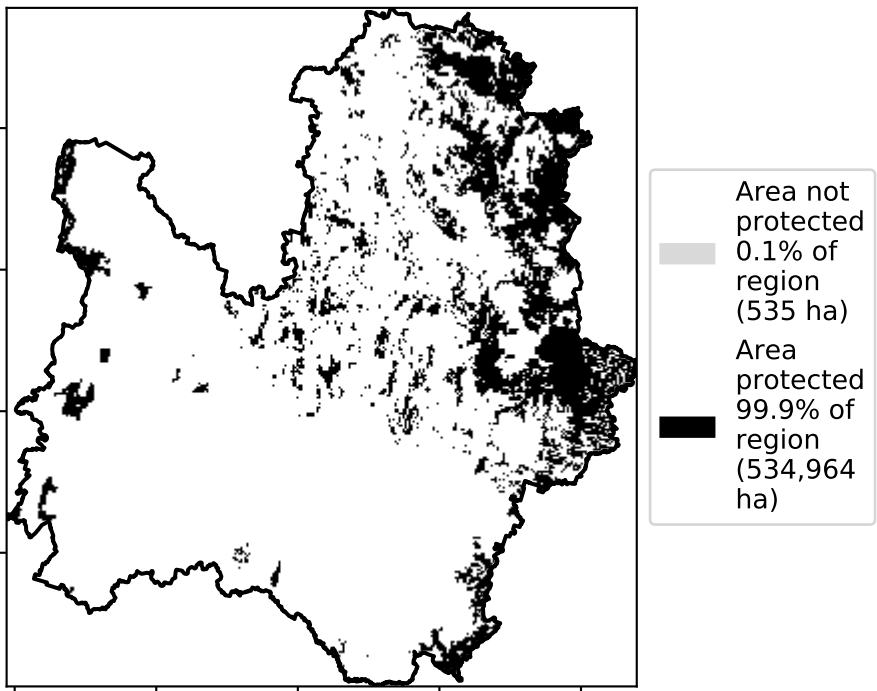 Area not
protected
0.1% of
region
(535 ha)
Area
protected
99.9% of
region
(534,964
ha)